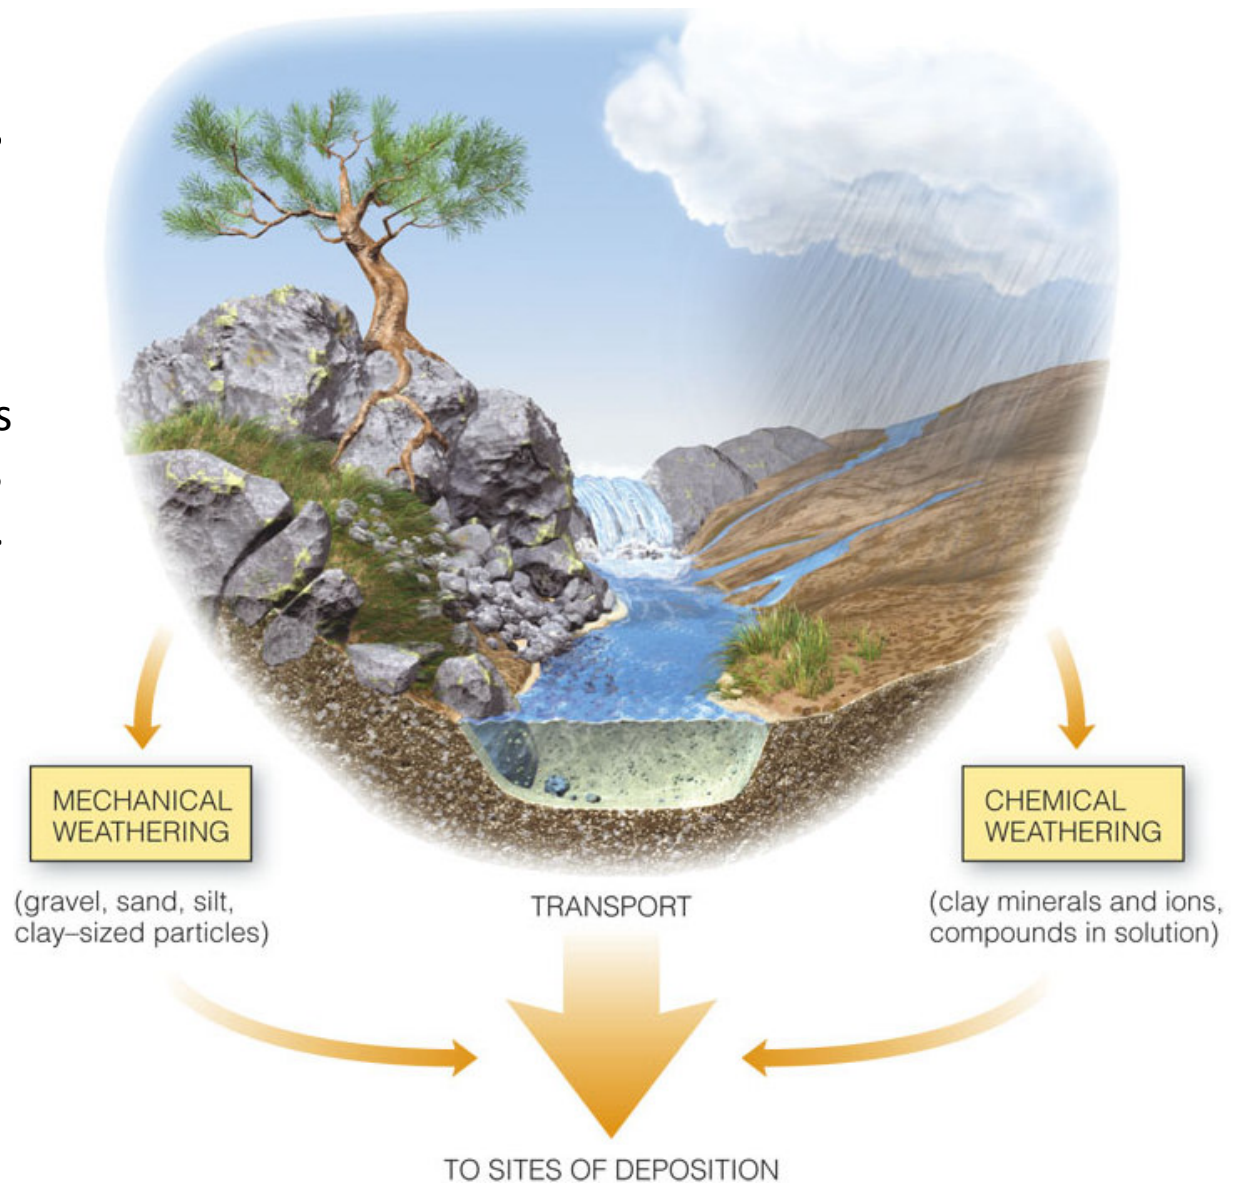 s
MECHANICAL
WEATHERING
(gravel, sand, silt,
clay–sized particles)
TRANSPORT
CHEMICAL
WEATHERING
(clay minerals and ions,
compounds in solution)
TO SITES OF DEPOSITION